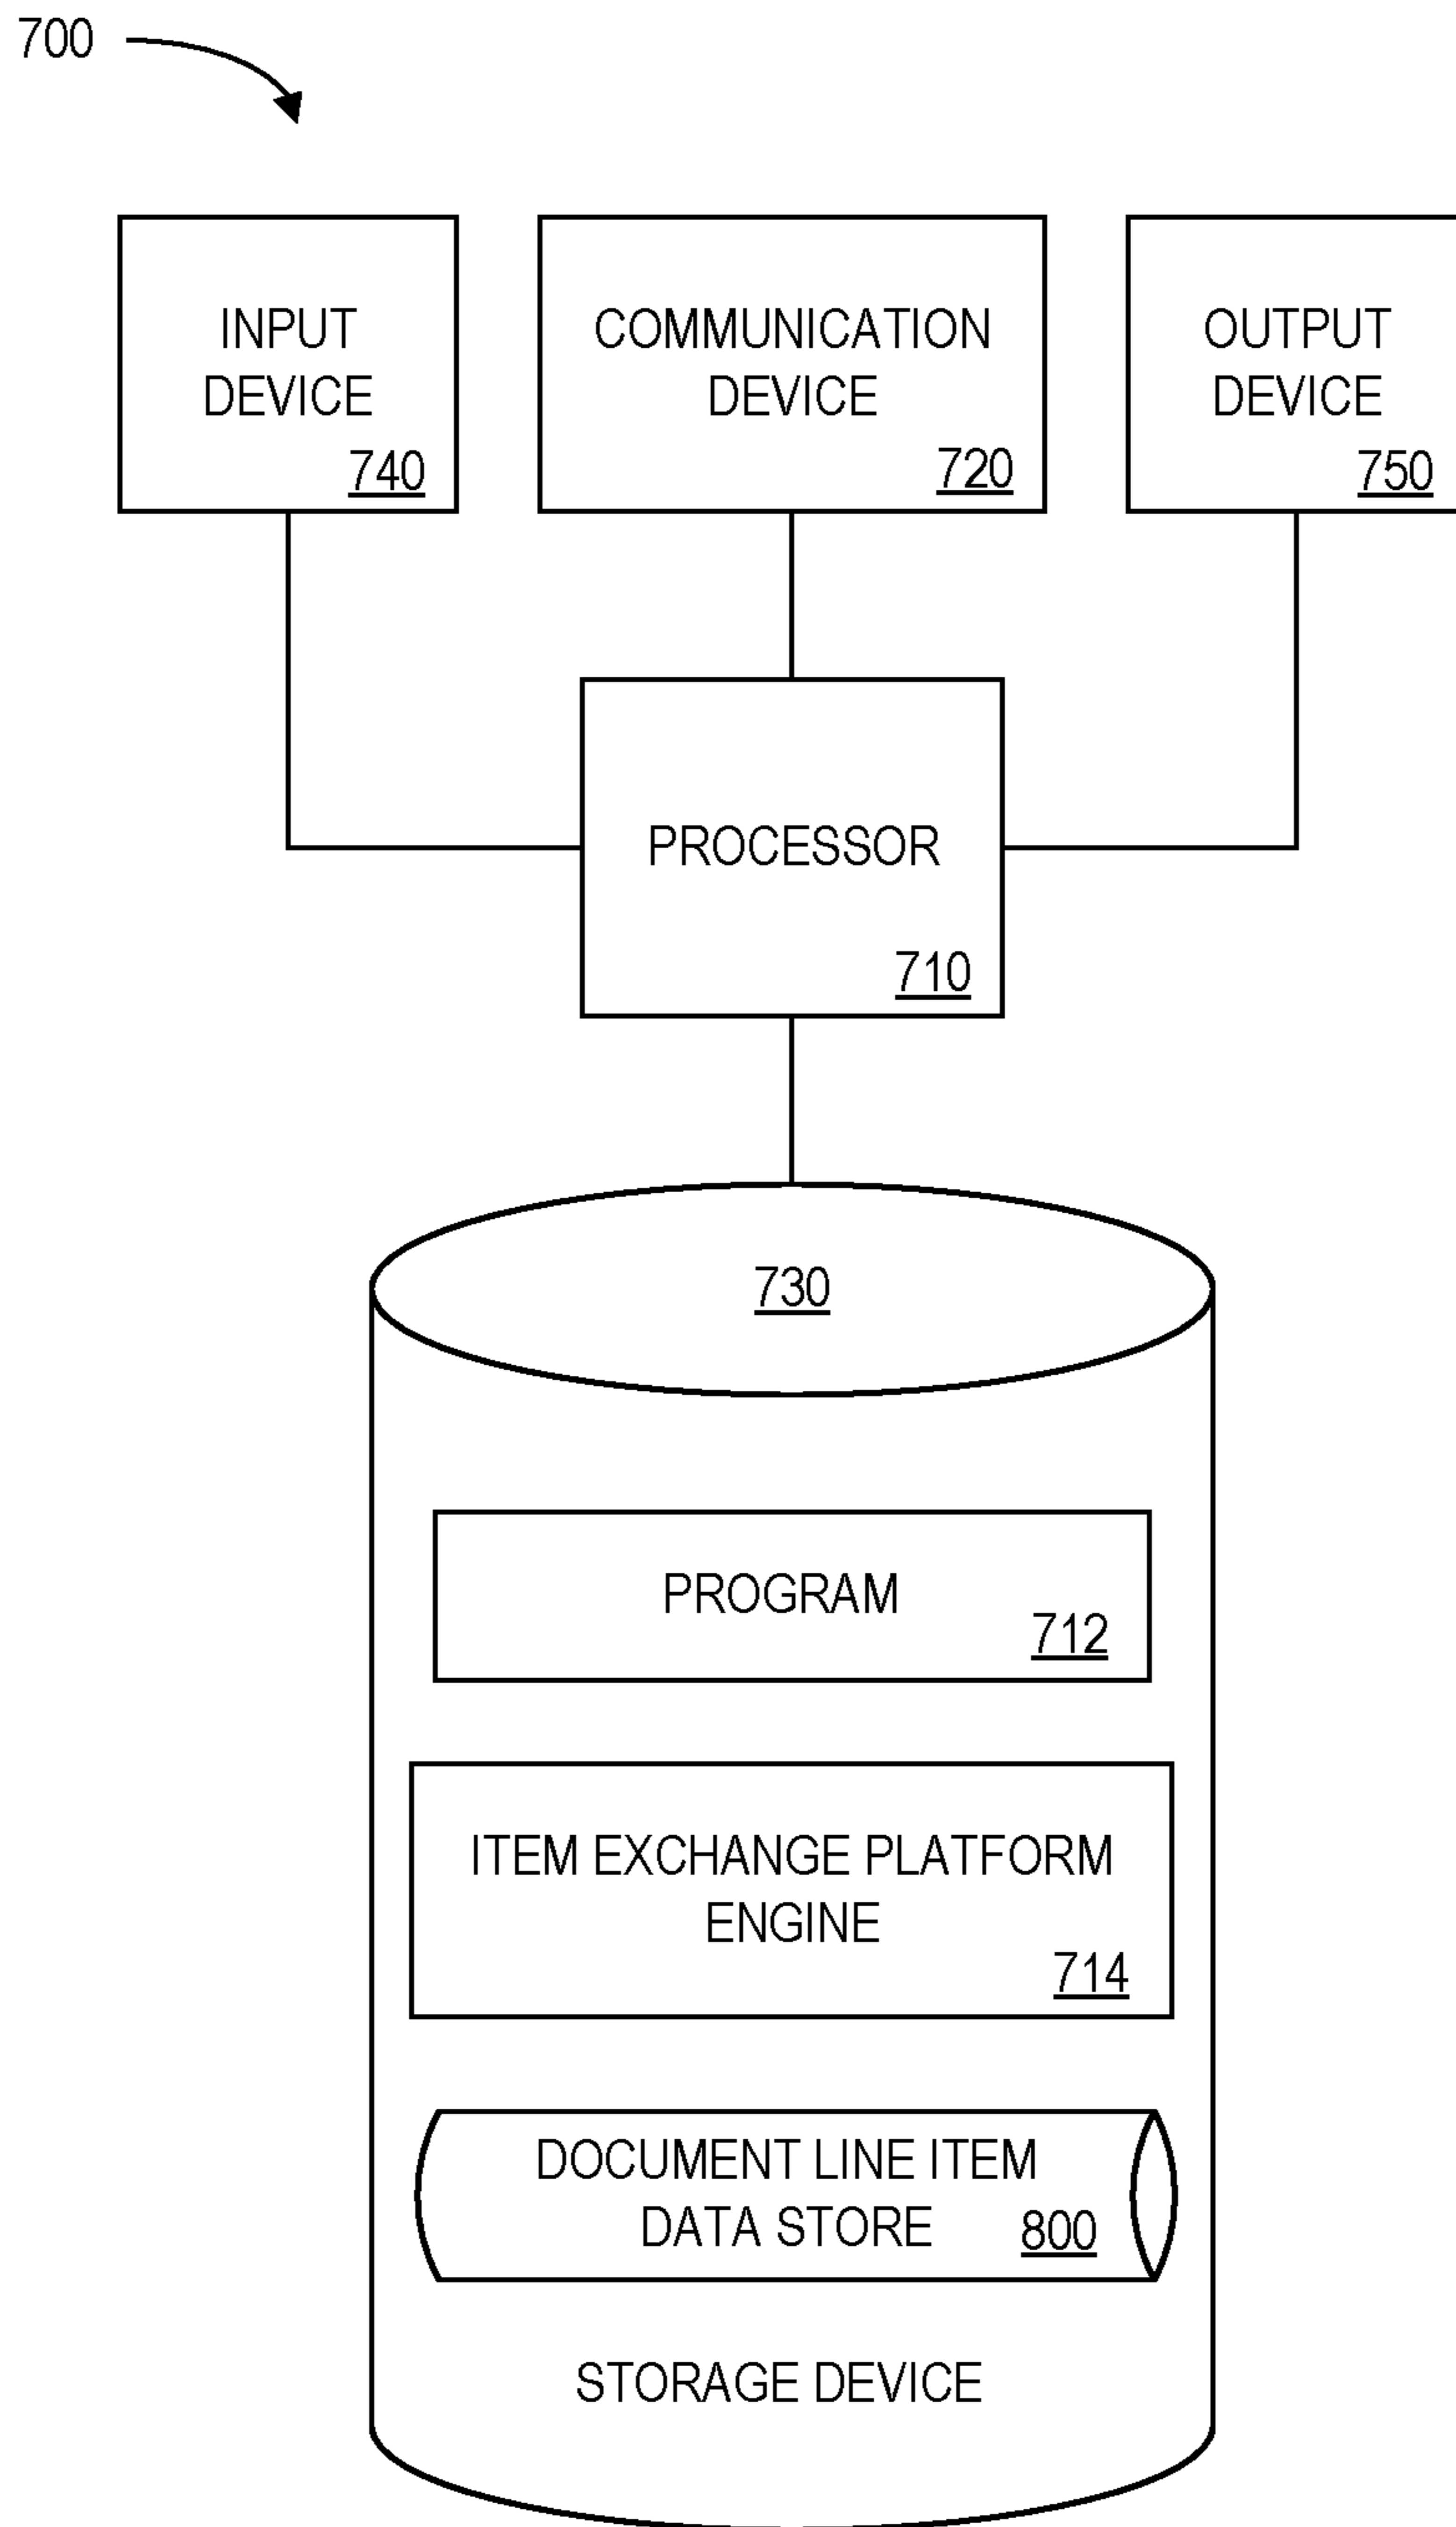 700
INPUT
DEVICE
740
COMMUNICATION
DEVICE
720
OUTPUT
DEVICE
750
PROCESSOR
710
730
PROGRAM
712
ITEM EXCHANGE PLATFORM
ENGINE
714
DOCUMENT LINE ITEM
DATA STORE 800
STORAGE DEVICE